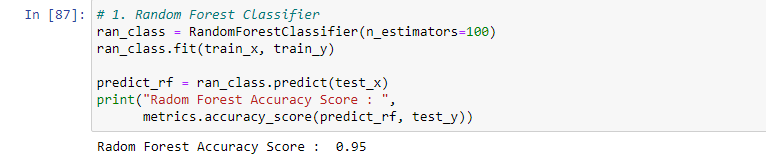 In [87]: # 1. Random Forest Classifier
ran_class = RandomForestClassifier(n_estimators=100)
ran_class.fit(train_x, train_y)
predict_rf = ran_class.predict(test_x)
print("Radom Forest Accuracy Score : ",
metrics.accuracy_score(predict_rf, test_y))
Radom Forest Accuracy Score :  0.95